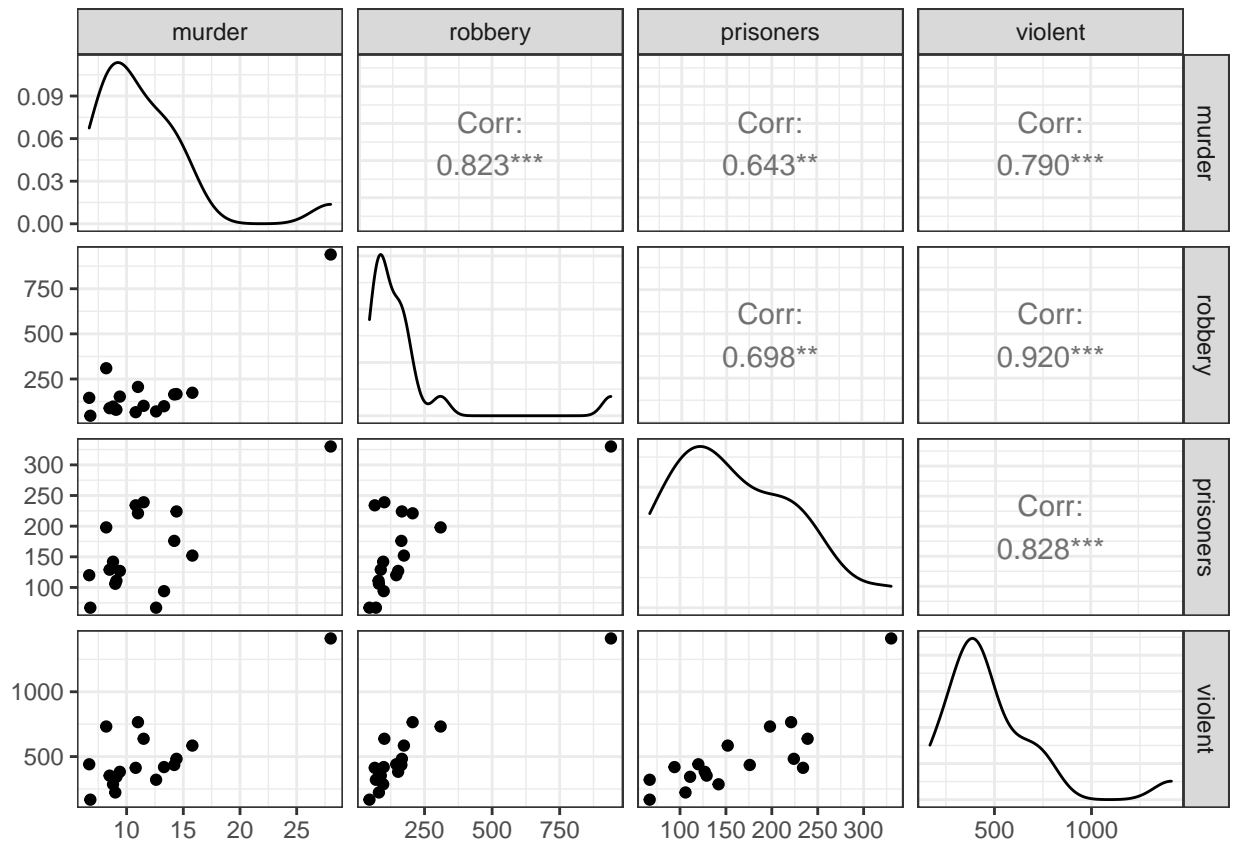 murder robbery prisoners violent
0.09
0.06
0.03
0.00
Corr:
0.823***
Corr:
0.643**
Corr:
0.790***
murder
750
500
250
Corr:
0.698**
Corr:
0.920***
robbery
300
250
200
150
100
Corr:
0.828***
prisoners
1000
500
violent
10 15 20 25
250 500 750
100 150 200 250 300
500 1000